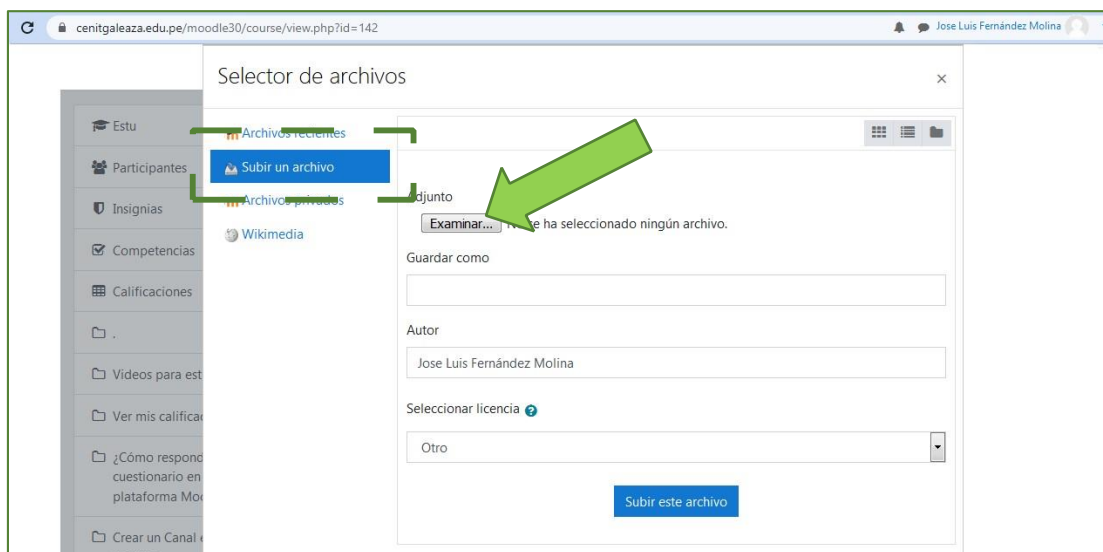 cenitgaleaza.edu.pe/moodle30/course/view.php?id=142
Jose Luis Fernández Molina
Selector de archivos
Estu
Participantes
Insignias
Competencias
Calificaciones
.
Videos para est
Ver mis califica
¿Cómo respond
cuestionario en
plataforma Moo
Crear un Canal
Archivos recientes
Subir un archivo
Archivos privados
Wikimedia
Adjunto
Examinar... se ha seleccionado ningún archivo.
Guardar como
Autor
Jose Luis Fernández Molina
Seleccionar licencia
Otro
Subir este archivo